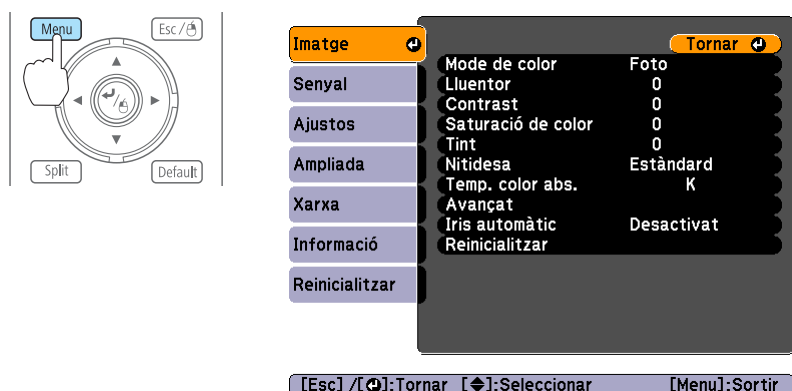 Menu
Esc /
Split
Default
Imatge
Senyal
Ajustos
Ampliada
Xarxa
Informació
Reinicialitzar
Tornar
Mode de color Foto
Lluentor 0
Contrast 0
Saturació de color 0
Tint 0
Nitidesa Estàndard
Temp. color abs. K
Avançat
Iris automàtic Desactivat
Reinicialitzar
[Esc] /[ ]:Tornar [ ]:Seleccionar [Menu]:Sortir